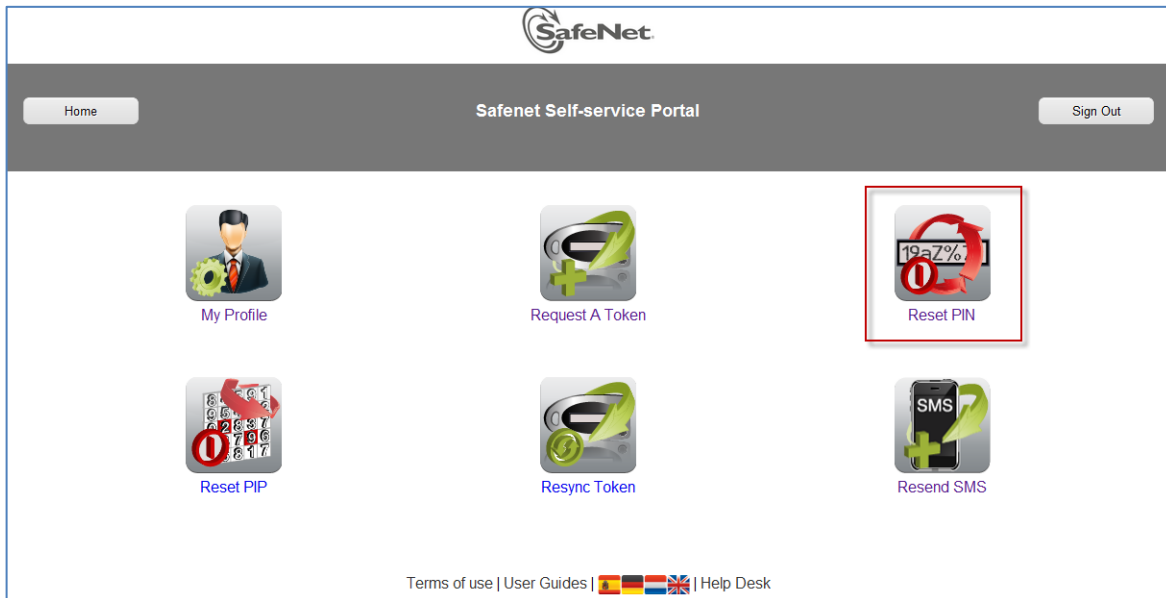 SafeNet.
Home
Safenet Self-service Portal
Sign Out
19aZ%
My Profile
Request A Token
Reset PIN
SMS
Reset PIP
Resync Token
Resend SMS
Terms of use | User Guides | | Help Desk